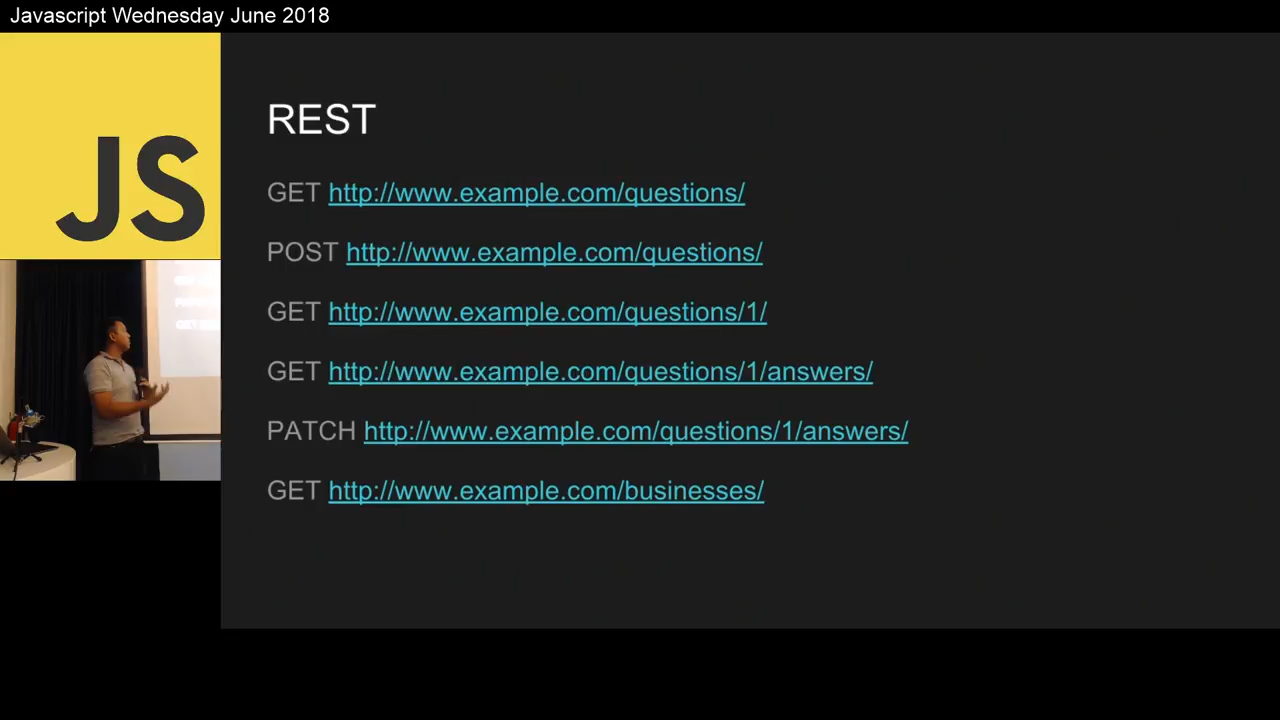 Javascript Wednesday June 2018
JS
REST
GET http://www.example.com/questions/
POST http://www.example.com/questions/
GET http://www.example.com/questions/1/
GET http://www.example.com/questions/1/answers/
PATCH http://www.example.com/questions/1/answers/
GET http://www.example.com/businesses/